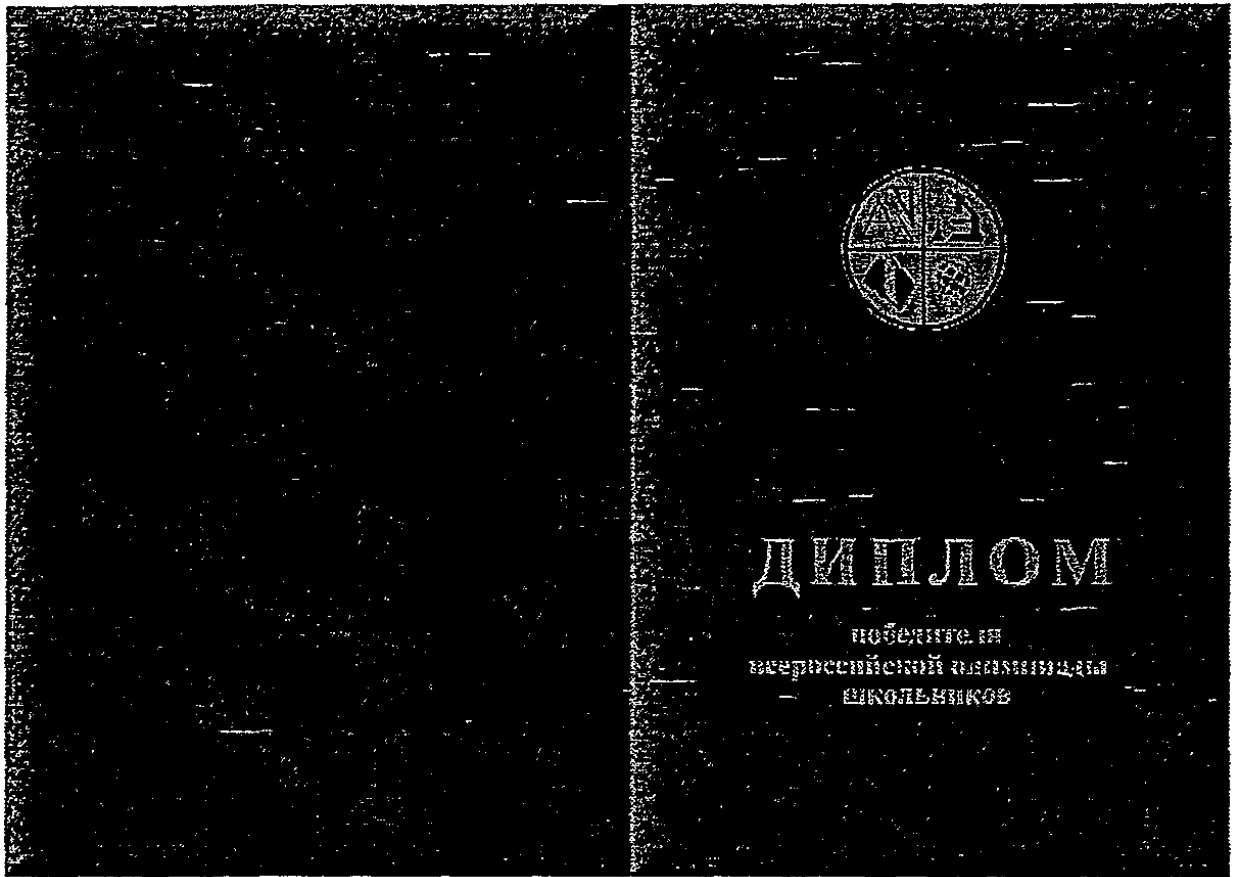 ДИПЛОМ
победителя
всероссийской олимпиады
школьников